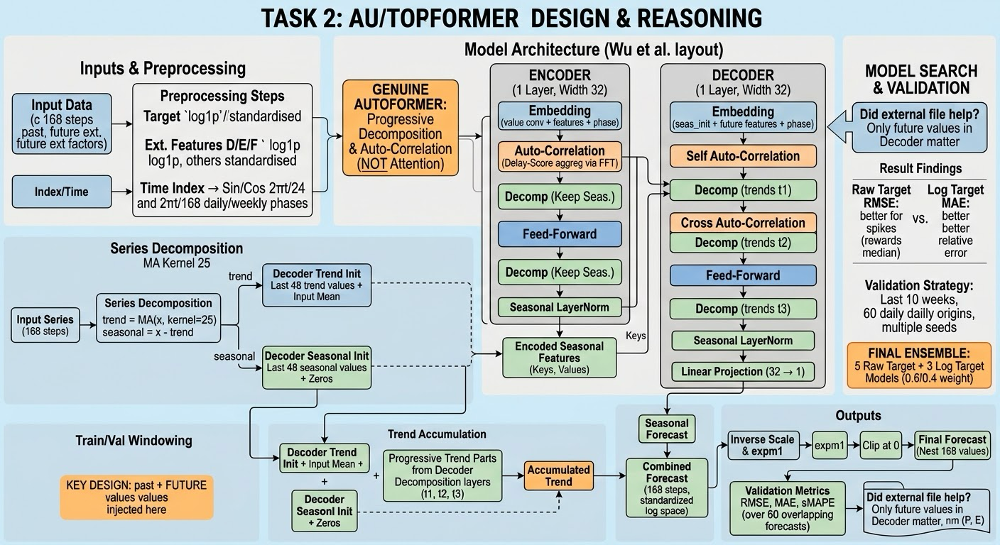 TASK 2: AU/TOPFORMER DESIGN & REASONING
Inputs & Preprocessing
Input Data
(c 168 steps
past, future ext.
future ext factors)
Index/Time
Preprocessing Steps
Target `log1p'//standardised
Ext. Features D/E/F ` log1p
log1p, others standardised
Time Index → Sin/Cos 2πt/24
and 2πt/168 daily/weekly phases
Model Architecture (Wu et al. layout)
GENUINE
AUTOFORMER:
Progressive
Decomposition
& Auto-Correlation
(NOT Attention)
ENCODER
(1 Layer, Width 32)
Embedding
(value conv + features + phase)
Auto-Correlation
(Delay-Score aggreg via FFT)
Decomp (Keep Seas.)
Feed-Forward
Decomp (Keep Seas.)
Seasonal LayerNorm
Encoded Seasonal
Features
(Keys, Values)
Keys
DECODER
(1 Layer, Width 32)
Embedding
(seas_init + future features + phase)
Self Auto-Correlation
Decomp (trends t1)
Cross Auto-Correlation
Decomp (trends t2)
Feed-Forward
Decomp (trends t3)
Seasonal LayerNorm
Linear Projection (32 → 1)
MODEL SEARCH
& VALIDATION
Did external file help?
Only future values in
Decoder matter
Result Findings
Raw Target
RMSE:
better for
spikes
(rewards
median)
vs.
Log Target
MAE:
better
better
relative
error
Validation Strategy:
Last 10 weeks,
60 daily dailly origins,
multiple seeds
FINAL ENSEMBLE:
5 Raw Target + 3 Log Target
Models (0.6/0.4 weight)
Series Decomposition
MA Kernel 25
Input Series
(168 steps)
Series Decomposition
trend = MA(x, kernel=25)
seasonal = x - trend
trend
Decoder Trend Init
Last 48 trend values +
Input Mean
seasonal
Decoder Seasonal Init
Last 48 seasonal values
+ Zeros
Train/Val Windowing
KEY DESIGN: past + FUTURE
values values
injected here
Trend Accumulation
Dscoder Trend
Init + Input Mean +
+
Decoder
Seasonl Init
+ Zeros
+
Progressive Trend Parts
from Decoder
Decomposition layers
(t1, t2, t3)
Accumulated
Trend
Seasonal
Forecast
Combined
Forecast
(168 steps,
standardized
log space)
Outputs
Inverse Scale
& expm1
expm1
Clip at 0
Final Forecast
(Nest 168 values)
Validation Metrics
RMSE, MAE, sMAPE
(over 60 overlapping
forecasts)
Did external file help?
Only future values in
Decoder matter, nm (P, E)